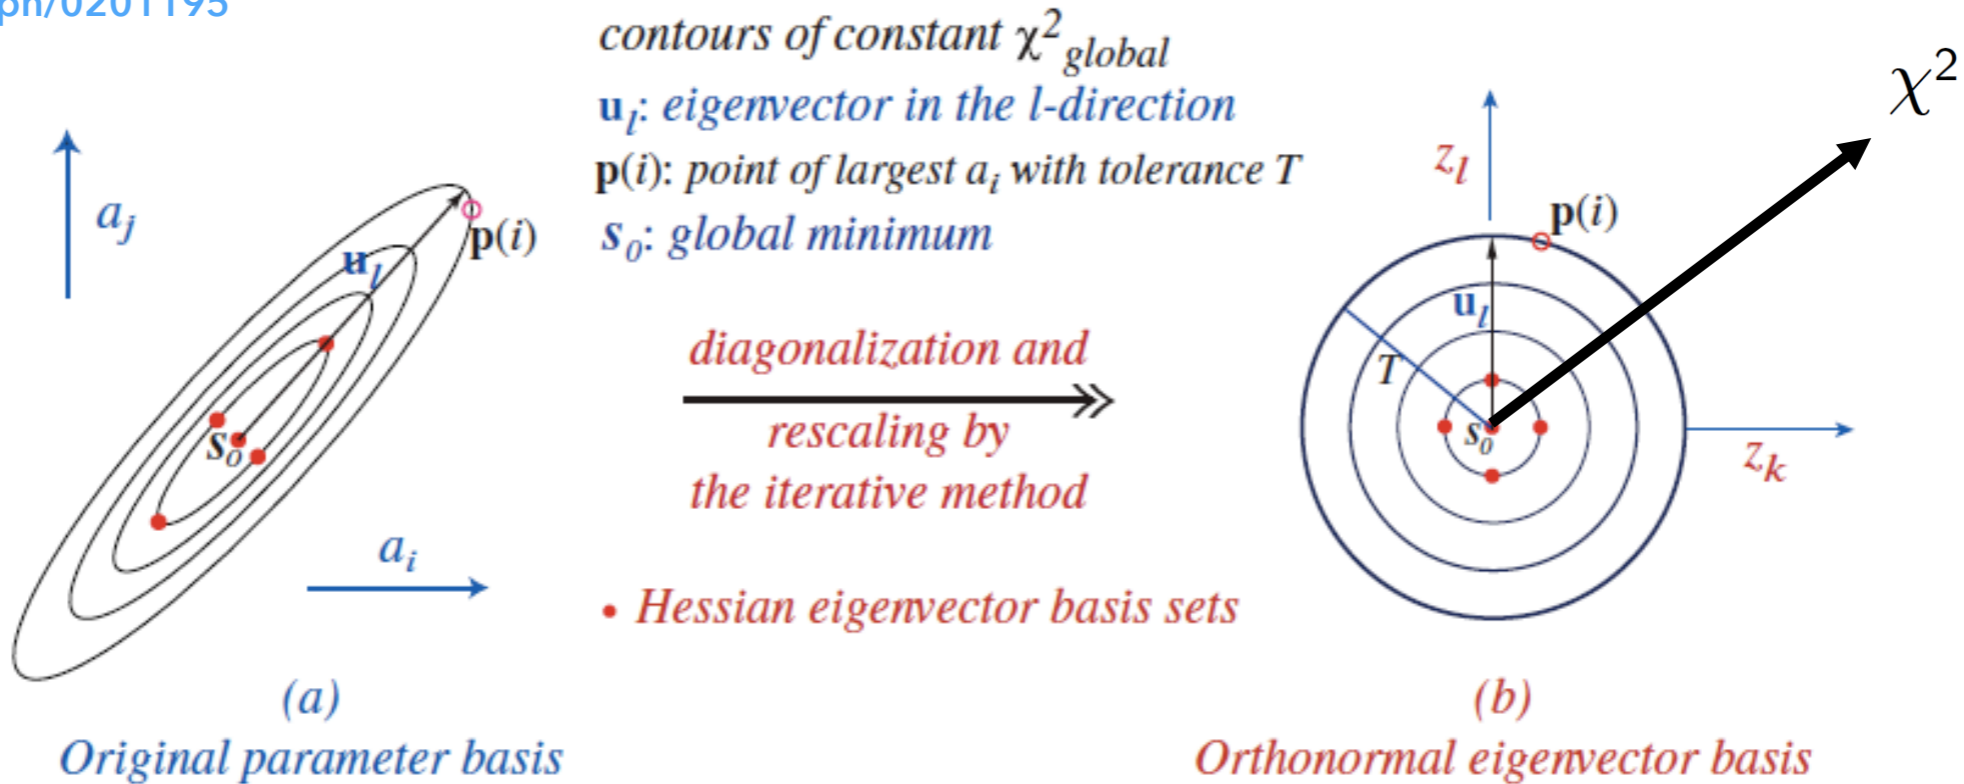 ph/0201195
contours of constant χ²global
u_l: eigenvector in the l-direction
p(i): point of largest a_i with tolerance T
s_0: global minimum
a_j
u_l
p(i)
s_0
a_i
(a)
Original parameter basis
diagonalization and
rescaling by
the iterative method
• Hessian eigenvector basis sets
χ²
z_l
p(i)
u_l
T
s_0
z_k
(b)
Orthonormal eigenvector basis